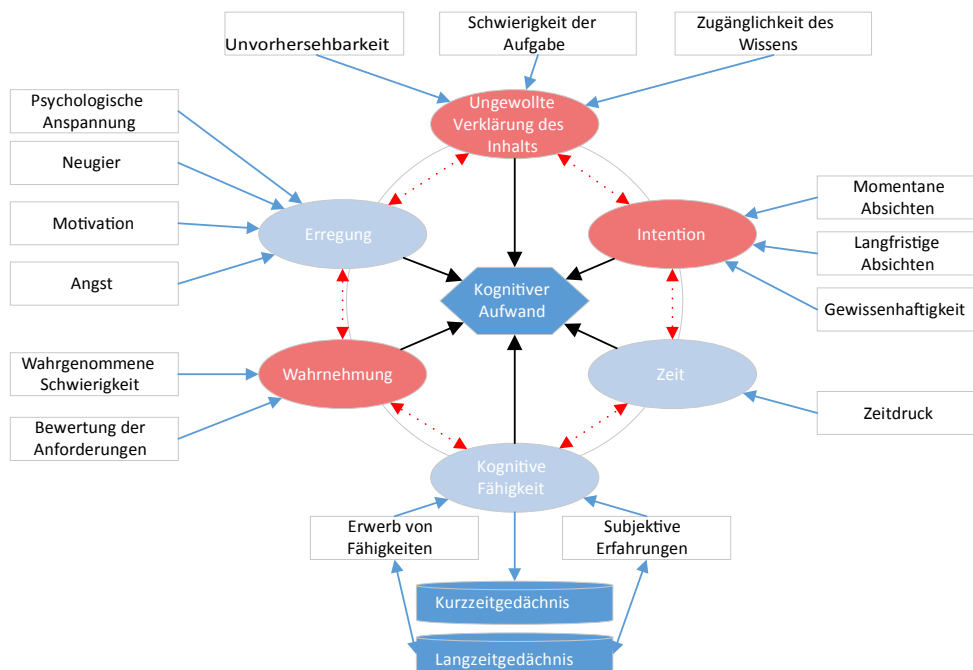 Unvorhersehbarkeit
Schwierigkeit der
Aufgabe
Zugänglichkeit des
Wissens
Ungewollte
Verklärung des
Inhalts
Psychologische
Anspannung
Neugier
Motivation
Angst
Erregung
Intention
Momentane
Absichten
Langfristige
Absichten
Gewissenhaftigkeit
Kognitiver
Aufwand
Wahrgenommene
Schwierigkeit
Bewertung der
Anforderungen
Wahrnehmung
Zeit
Zeitdruck
Kognitive
Fähigkeit
Erwerb von
Fähigkeiten
Subjektive
Erfahrungen
Kurzzeitgedächnis
Langzeitgedächnis